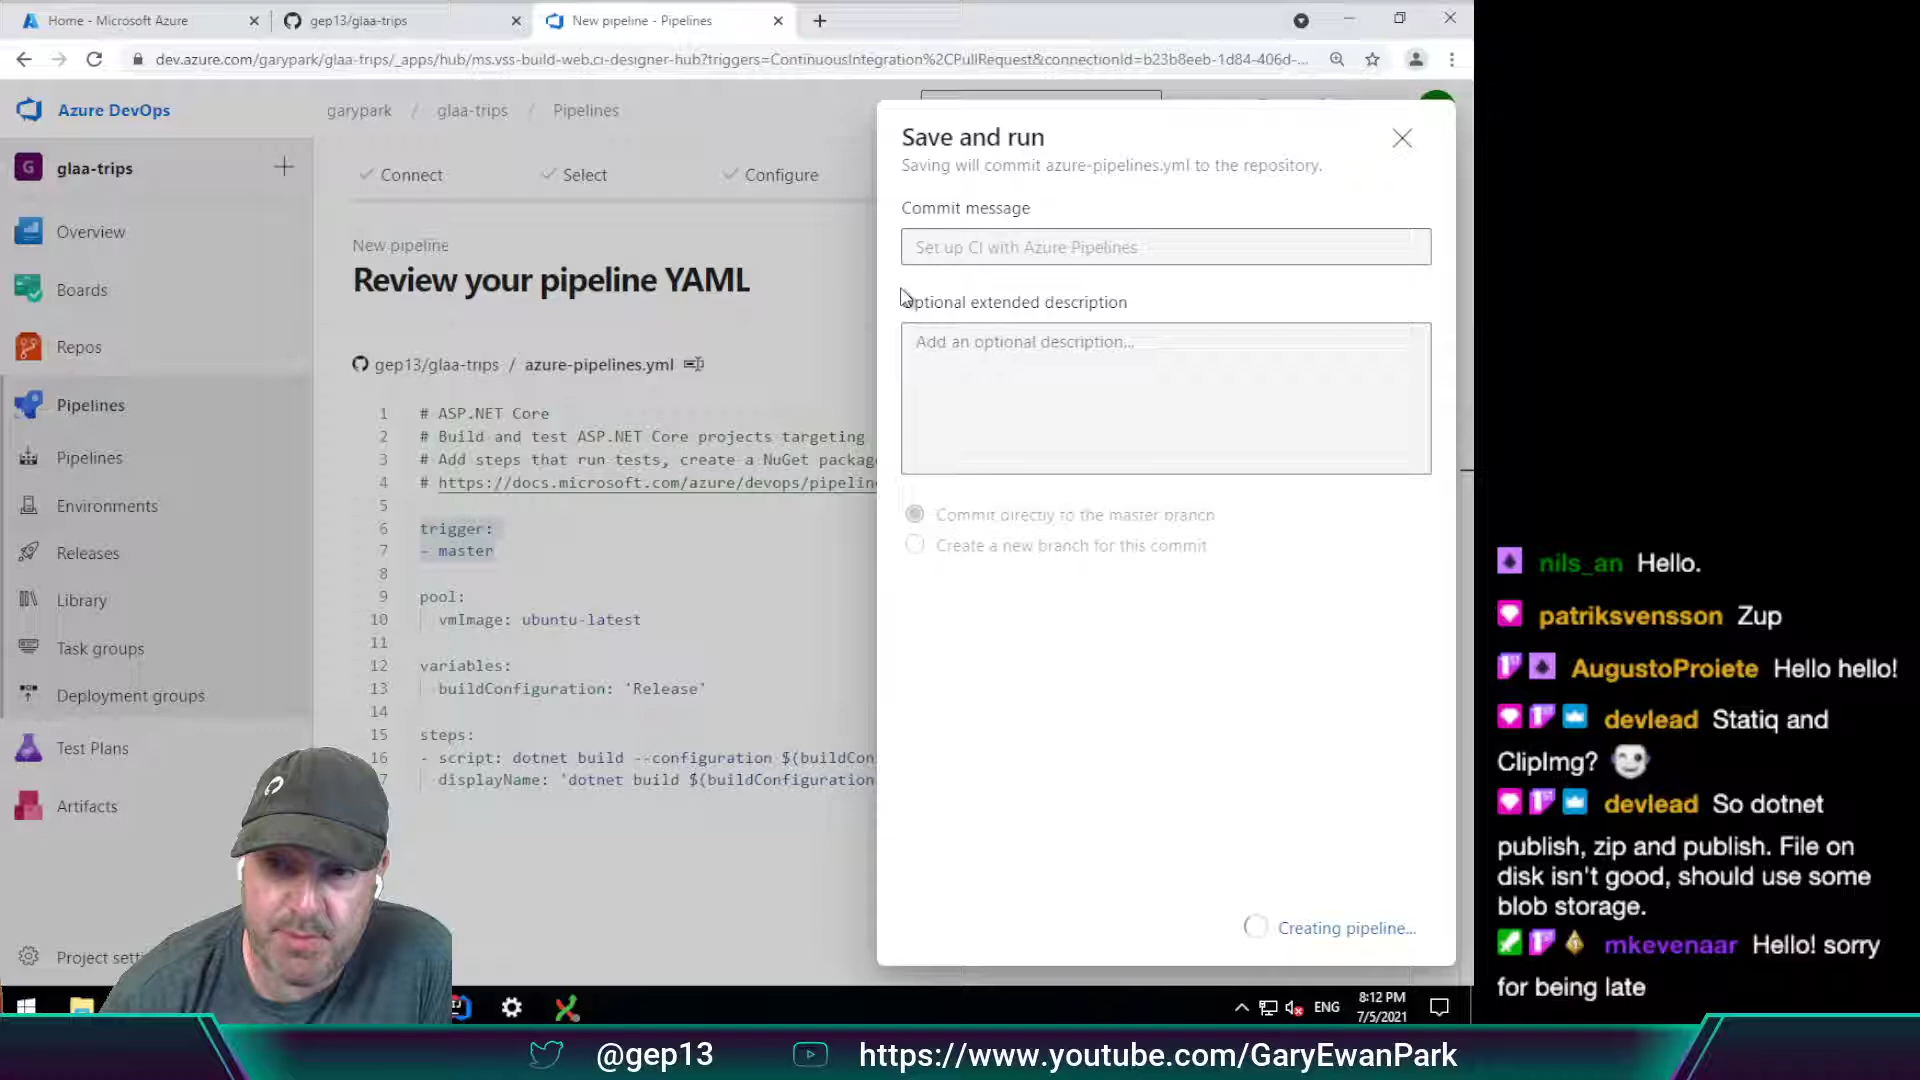 Home - Microsoft Azure
gep13/glaa-trips
New pipeline - Pipelines
dev.azure.com/garypark/glaa-trips/_apps/hub/ms.vss-build-web.ci-designer-hub?triggers=ContinuousIntegration%2CPullRequest&connectionId=b23b8eeb-1d84-406d-...
Azure DevOps
garypark / glaa-trips / Pipelines
G glaa-trips
Overview
Boards
Repos
Pipelines
Pipelines
Environments
Releases
Library
Task groups
Deployment groups
Test Plans
Artifacts
Project setti
Connect
Select
Configure
New pipeline
Review your pipeline YAML
gep13/glaa-trips / azure-pipelines.yml
1 # ASP.NET Core
2 # Build and test ASP.NET Core projects targeting
3 # Add steps that run tests, create a NuGet package
4 # https://docs.microsoft.com/azure/devops/pipelin
5
6 trigger:
7 - master
8
9 pool:
10 vmImage: ubuntu-latest
11
12 variables:
13 buildConfiguration: 'Release'
14
15 steps:
16 - script: dotnet build --configuration $(buildCon
7 displayName: 'dotnet build $(buildConfiguration
Save and run
Saving will commit azure-pipelines.yml to the repository.
Commit message
Set up CI with Azure Pipelines
Optional extended description
Add an optional description...
Commit directly to the master branch
Create a new branch for this commit
Creating pipeline...
ENG
8:12 PM
7/5/2021
nils_an Hello.
patriksvensson Zup
AugustoProiete Hello hello!
devlead Statiq and
ClipImg?
devlead So dotnet
publish, zip and publish. File on
disk isn't good, should use some
blob storage.
mkevenaar Hello! sorry
for being late
@gep13
https://www.youtube.com/GaryEwanPark